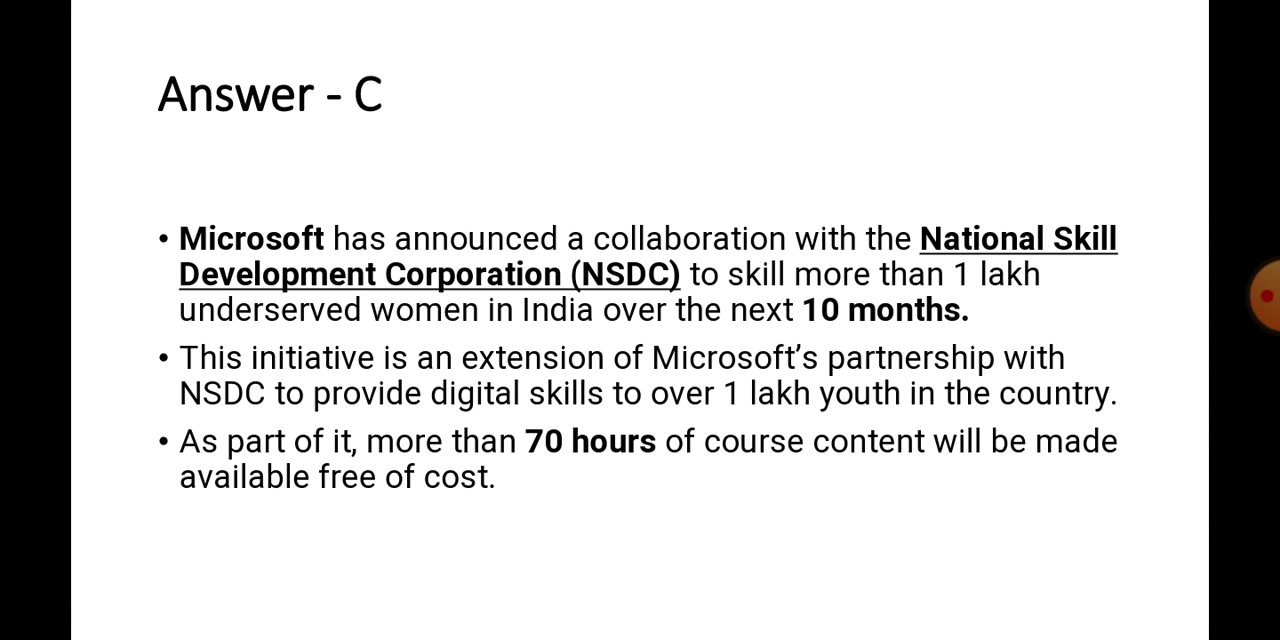 Answer - C
• Microsoft has announced a collaboration with the National Skill
Development Corporation (NSDC) to skill more than 1 lakh
underserved women in India over the next 10 months.
• This initiative is an extension of Microsoft’s partnership with
NSDC to provide digital skills to over 1 lakh youth in the country.
• As part of it, more than 70 hours of course content will be made
available free of cost.